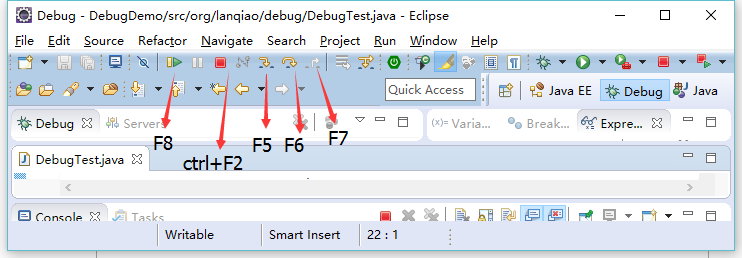 Debug - DebugDemo/src/org/lanqiao/debug/DebugTest.java - Eclipse
File Edit Source Refactor Navigate Search Project Run Window Help
Quick Access Java EE Debug Java
Debug Servers Varia... Break... Expre...
F8 ctrl+F2 F5 F6 F7
DebugTest.java
Console Tasks
Writable Smart Insert 22 : 1